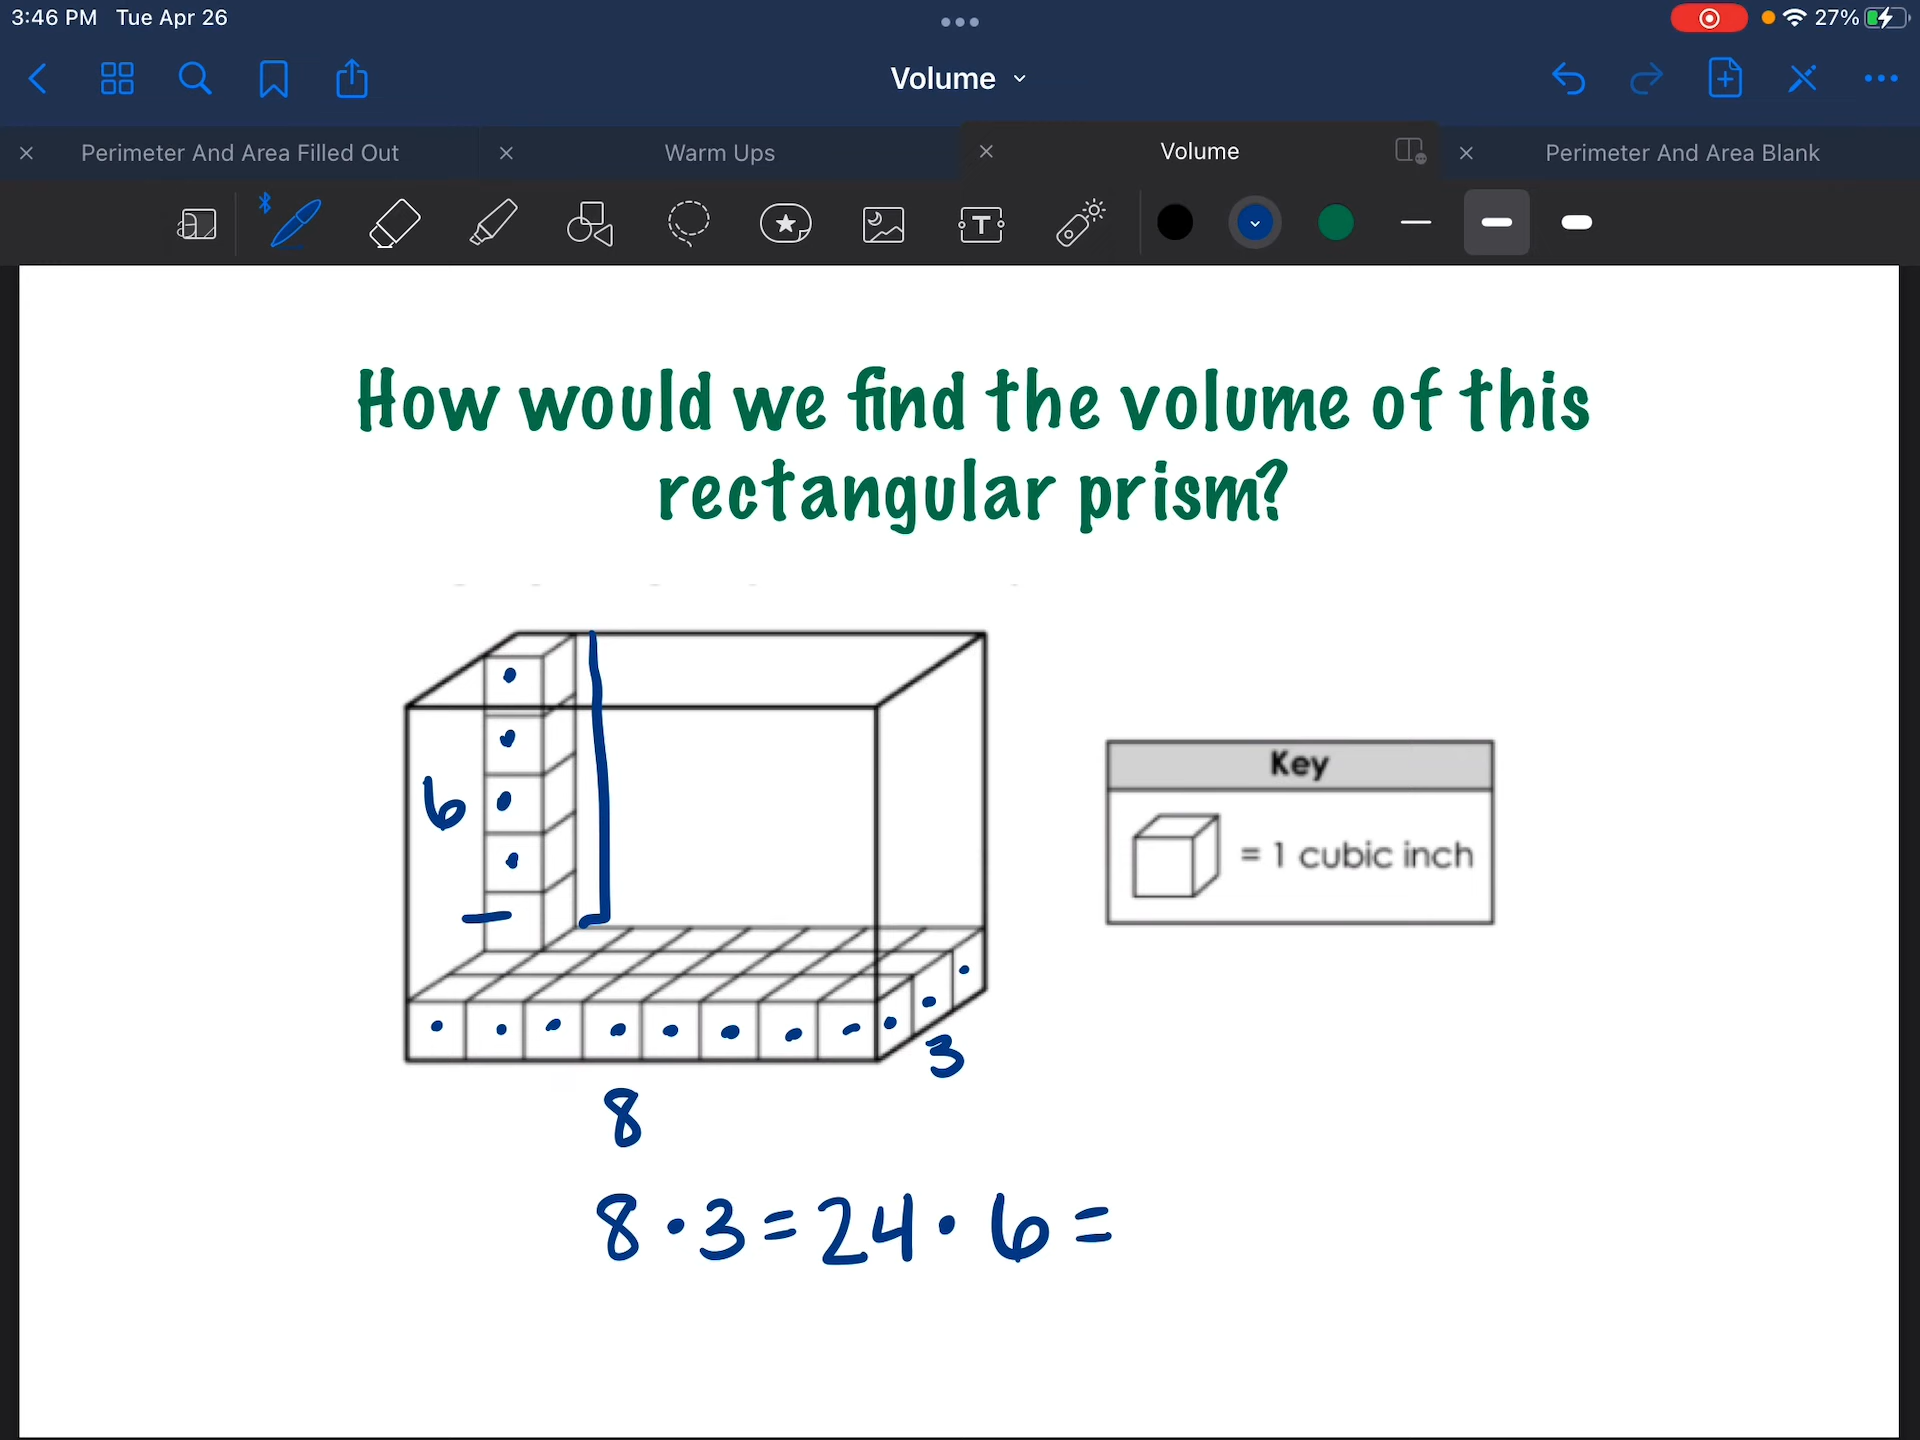 3:46 PM Tue Apr 26
27%
Volume
Perimeter And Area Filled Out
Warm Ups
Volume
Perimeter And Area Blank
T
How would we find the volume of this
rectangular prism?
Key
= 1 cubic inch
6
3
8
8 · 3 = 24 · 6 =